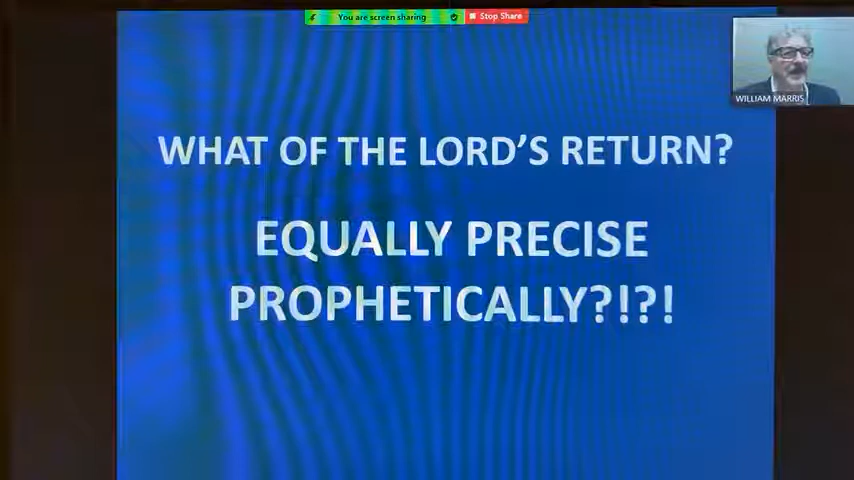 You are screen sharing
Stop Share
WILLIAM MARRIS
WHAT OF THE LORD'S RETURN?
EQUALLY PRECISE
PROPHETICALLY?!?!